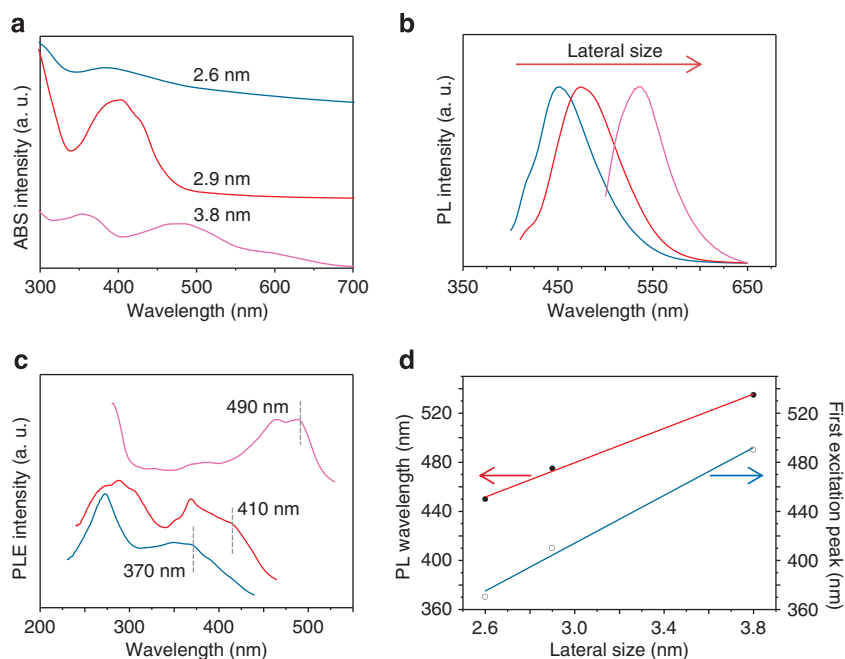 a
ABS intensity (a. u.)
2.6 nm
2.9 nm
3.8 nm
300 400 500 600 700
Wavelength (nm)
b
Lateral size
PL intensity (a. u.)
350 450 550 650
Wavelength (nm)
c
PLE intensity (a. u.)
490 nm
410 nm
370 nm
200 300 400 500
Wavelength (nm)
d
PL wavelength (nm)
520
480
440
400
360
First excitation peak (nm)
520
480
450
400
360
2.6 3.0 3.4 3.8
Lateral size (nm)